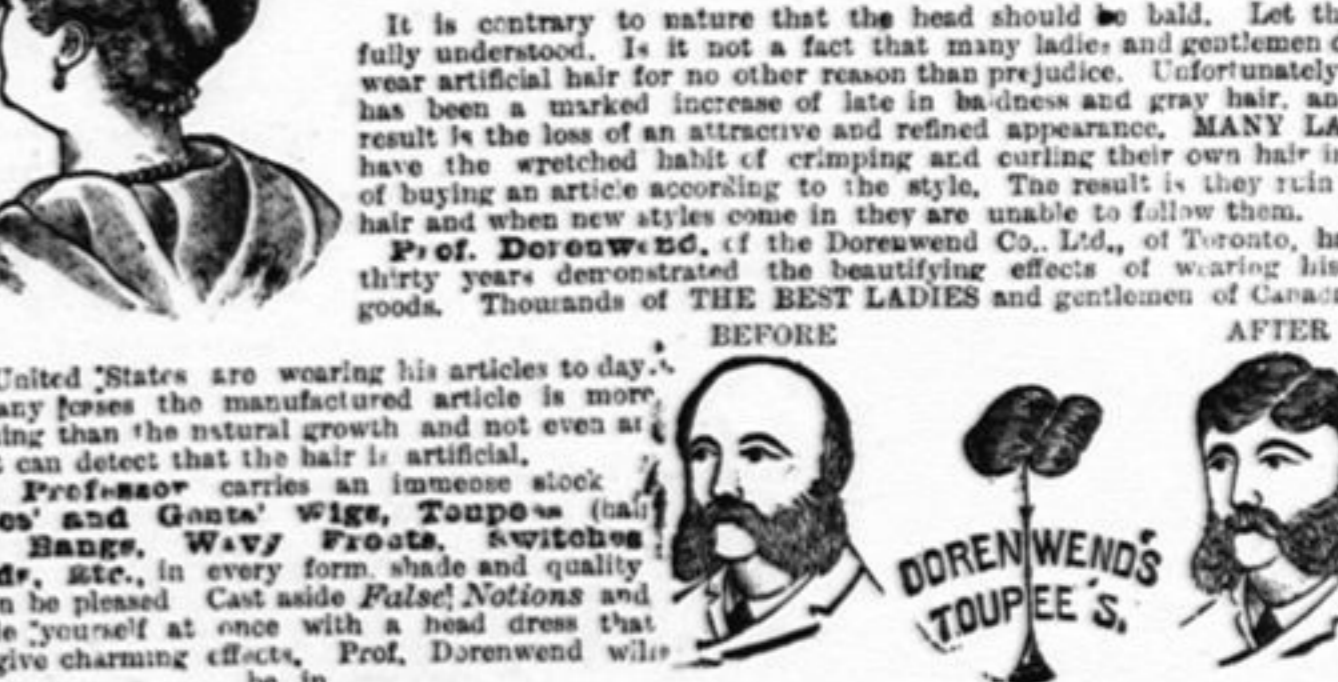 It is contrary to nature that the head should be bald. Let
fully understood. Is it not a fact that many ladies and gentlemen
wear artificial hair for no other reason than prejudice. Unfortunately
has been a marked increase of late in baldness and gray hair. an
result is the loss of an attractive and refined appearance. MANY LA
have the wretched habit of crimping and curling their own hair in
of buying an article according to the style. The result is they ruin
hair and when new styles come in they are unable to follow them.
Prof. Dorenwend, of the Dorenwend Co., Ltd., of Toronto, ha
thirty years demonstrated the beautifying effects of wearing his
goods. Thousands of THE BEST LADIES and gentlemen of Canad
BEFORE
AFTER
United States are wearing his articles to day.
any cases the manufactured article is more
ing than the natural growth and not even an
t can detect that the hair is artificial.
Professor carries an immense stock
es' and Gents' Wigs, Toupees (half
Bangs, Wavy Fronts, Switches
ds, Etc., in every form, shade and quality
n be pleased Cast aside False Notions and
le yourself at once with a head dress that
give charming effects. Prof. Dorenwend will
be in
DORENWEND'S
TOUPEE'S.